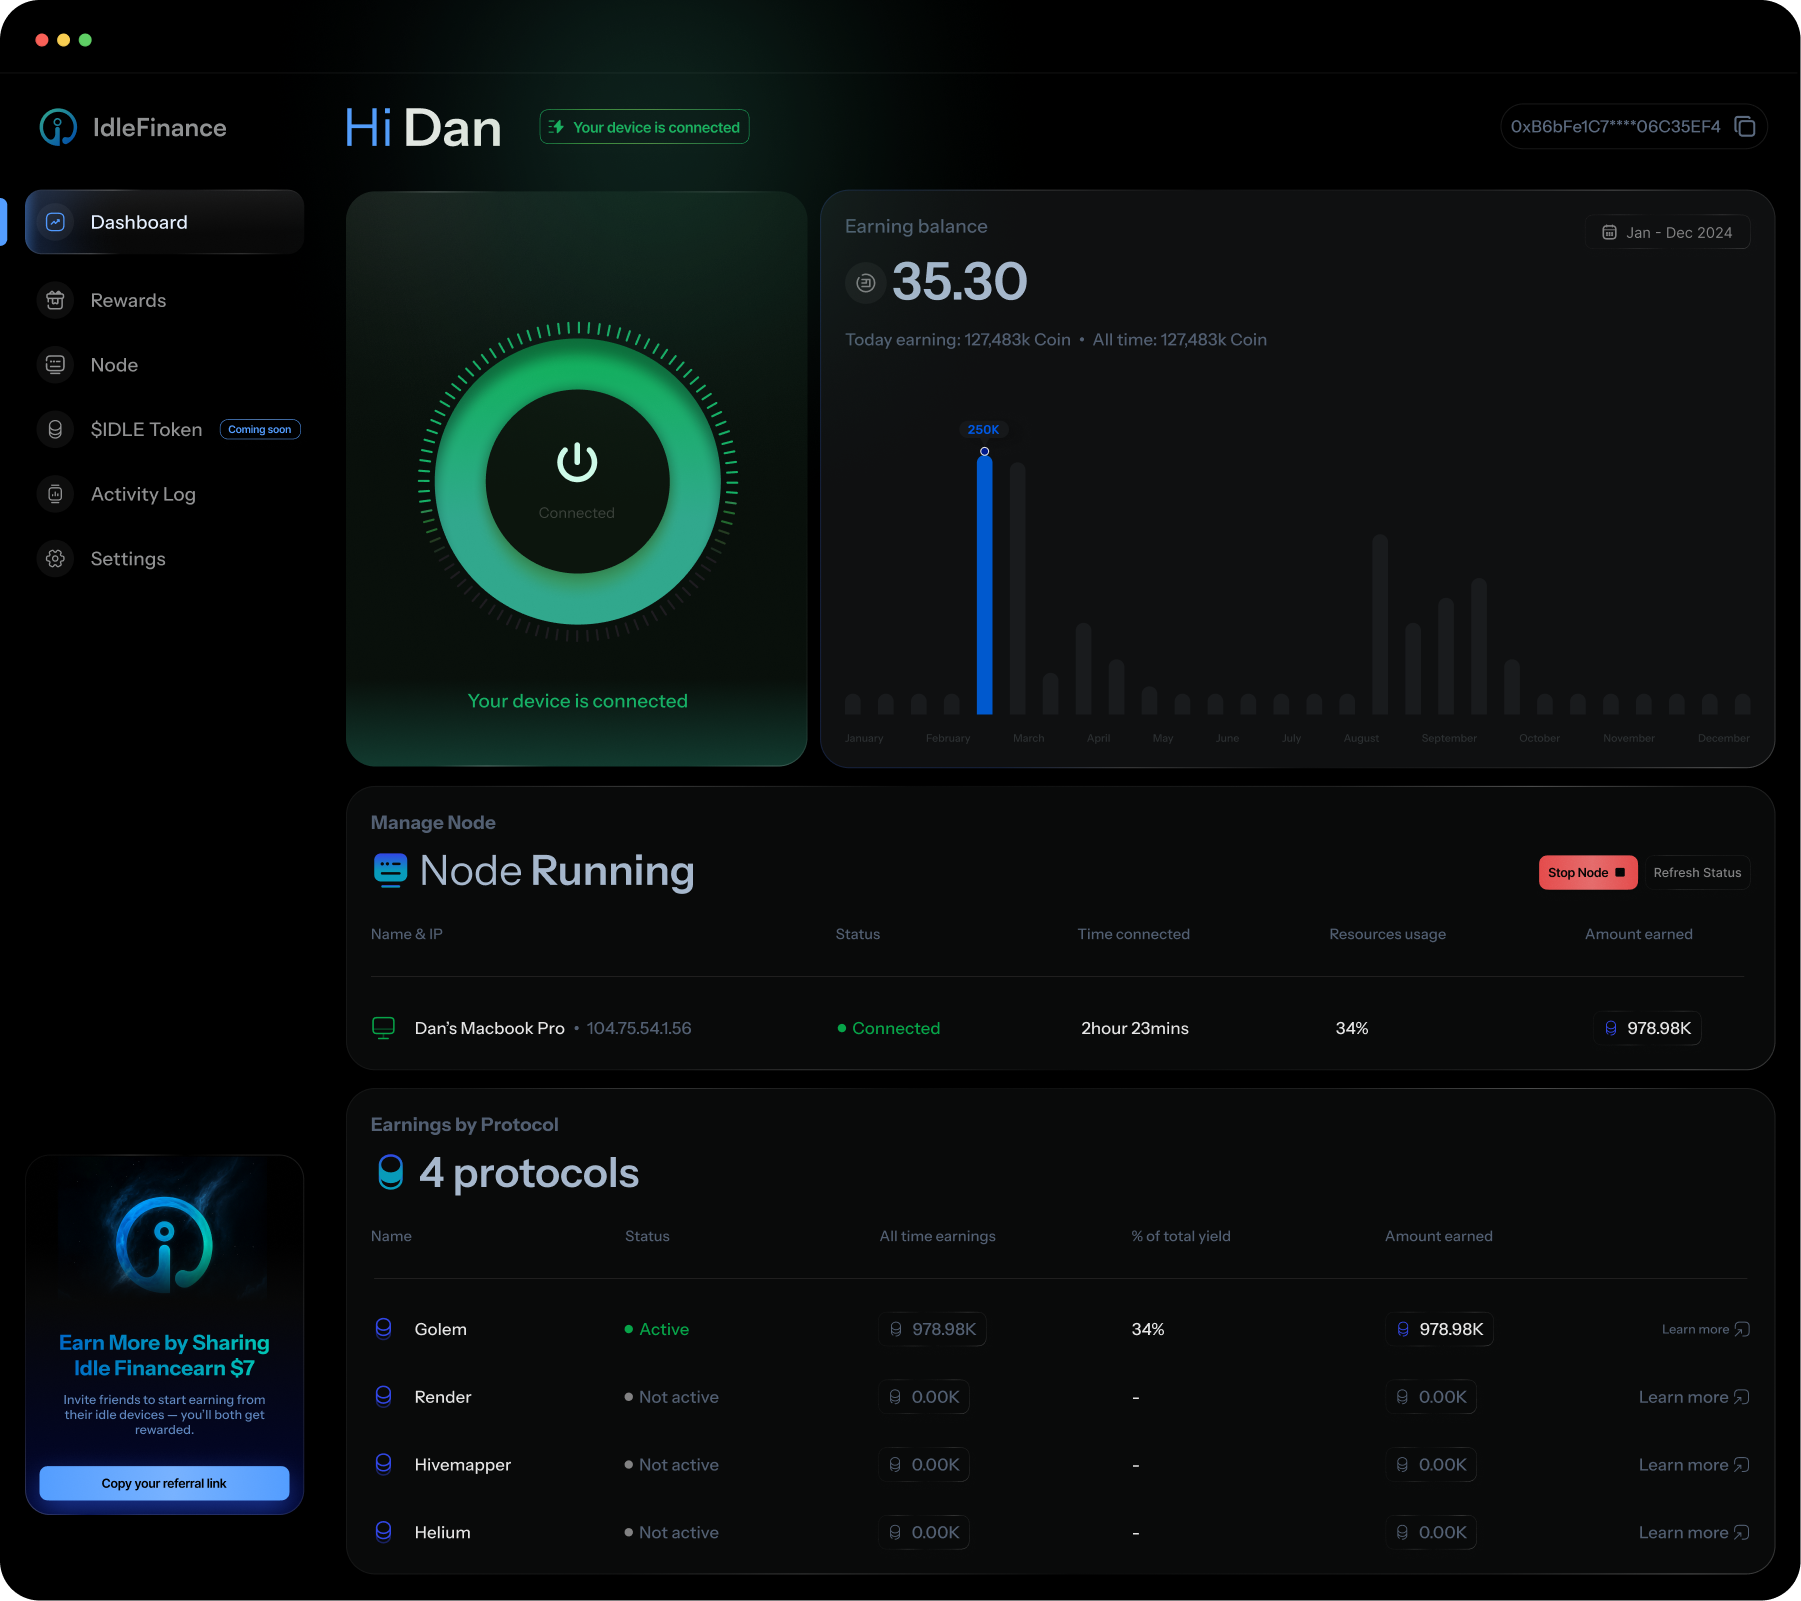 IdleFinance
Hi Dan
Your device is connected
0xB6bFe1C7****06C35EF4
Dashboard
Rewards
Node
$IDLE Token
Coming soon
Activity Log
Settings
Connected
Your device is connected
Earning balance
Jan - Dec 2024
35.30
Today earning: 127,483k Coin • All time: 127,483k Coin
250K
January February March April May June July August September October November December
Manage Node
Node Running
Stop Node
Refresh Status
Name & IP Status Time connected Resources usage Amount earned
Dan's Macbook Pro • 104.75.54.1.56 Connected 2hour 23mins 34% 978.98K
Earnings by Protocol
4 protocols
Name Status All time earnings % of total yield Amount earned
Golem Active 978.98K 34% 978.98K Learn more
Render Not active 0.00K - 0.00K Learn more
Hivemapper Not active 0.00K - 0.00K Learn more
Helium Not active 0.00K - 0.00K Learn more
Earn More by Sharing
Idle Financearn $7
Invite friends to start earning from
their idle devices — you'll both get
rewarded.
Copy your referral link